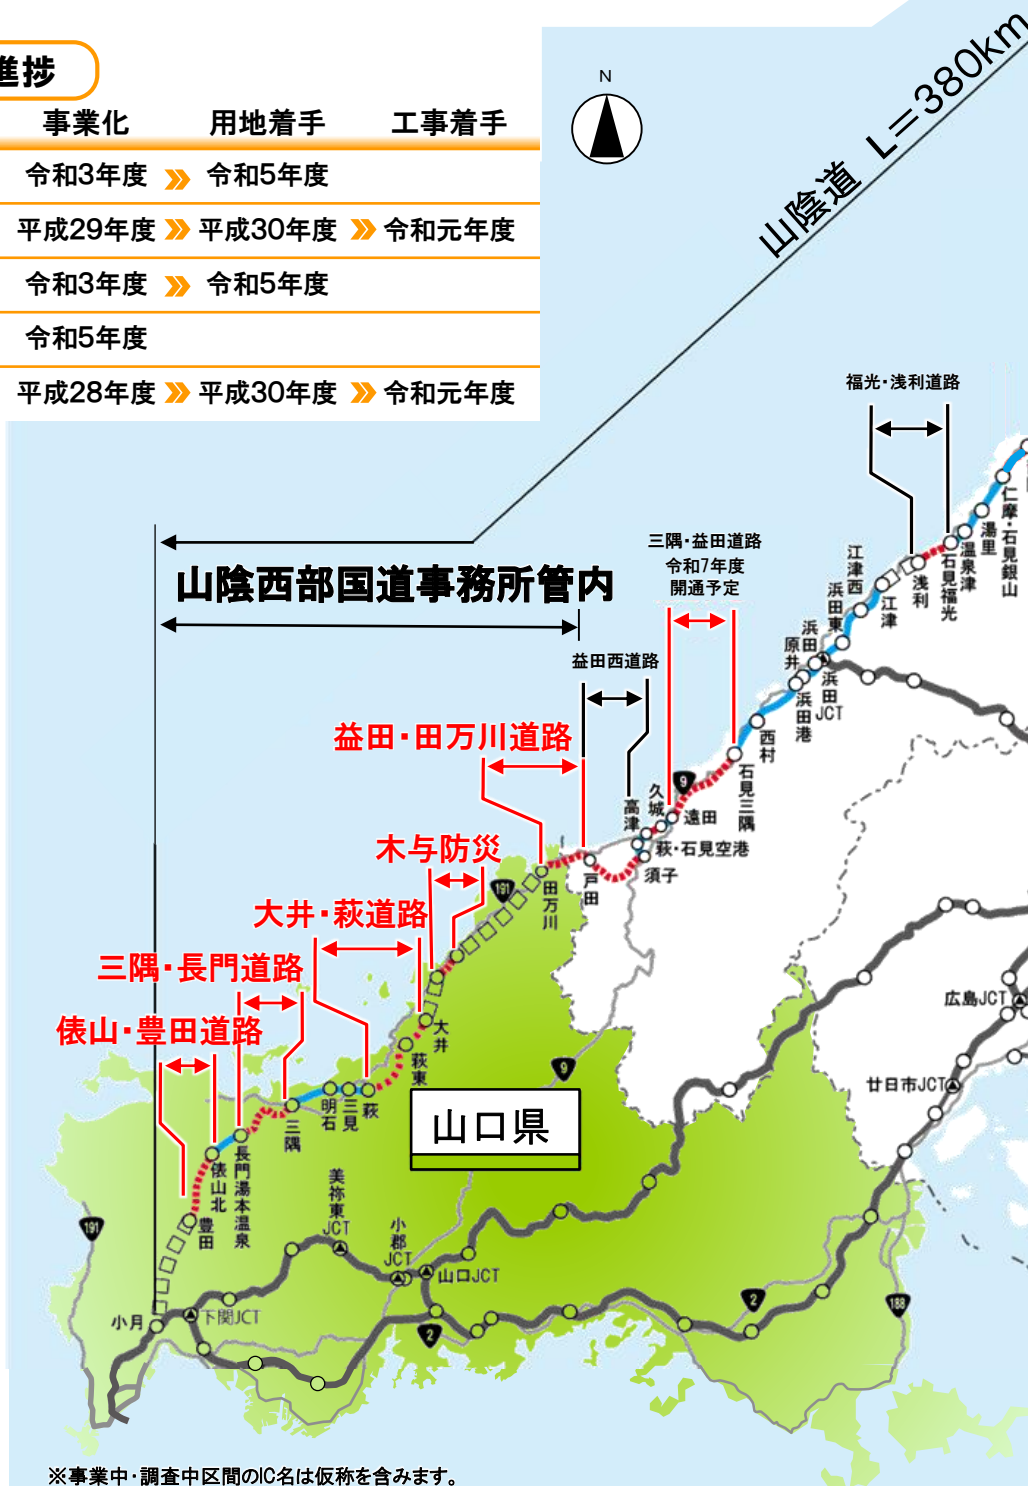 進捗
事業化 用地着手 工事着手
令和3年度 令和5年度
平成29年度 平成30年度 令和元年度
令和3年度 令和5年度
令和5年度
平成28年度 平成30年度 令和元年度
N
山陰道 L=380km
福光・浅利道路
山陰西部国道事務所管内
三隅・益田道路
令和7年度
開通予定
益田西道路
益田・田万川道路
木与防災
大井・萩道路
三隅・長門道路
俵山・豊田道路
仁摩・石見銀山
湯里
温泉津
石見福光
浅利
江津
江津西
浜田東
浜田
原井
浜田JCT
浜田港
西村
石見三隅
9
遠田
久城
高津
萩・石見空港
須子
戸田
田万川
191
大井
萩東
萩
三見
明石
三隅
長門湯本温泉
俵山北
豊田
小月
下関JCT
美祢東JCT
小郡JCT
山口JCT
山口県
9
191
2
2
188
広島JCT
廿日市JCT
※事業中・調査中区間のIC名は仮称を含みます。